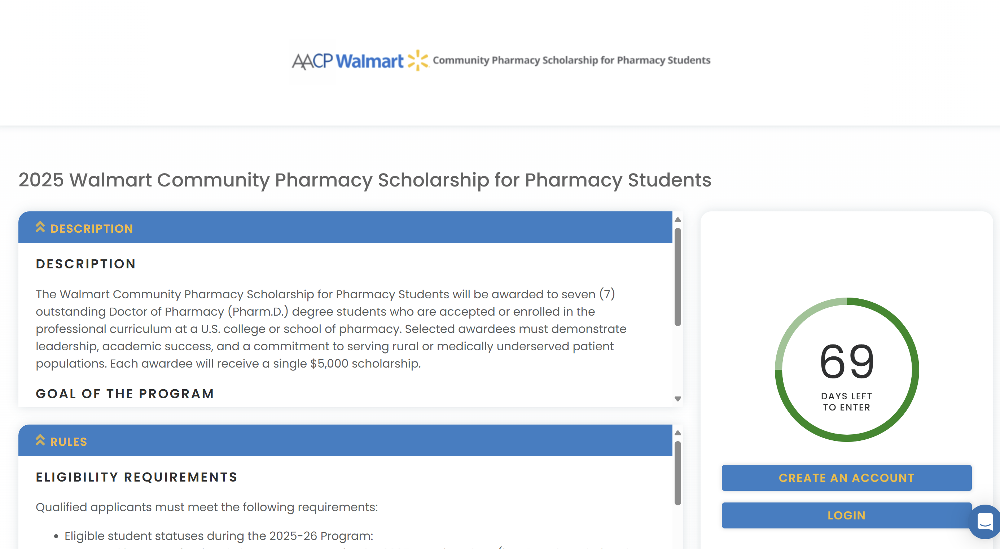 AACP Walmart Community Pharmacy Scholarship for Pharmacy Students
2025 Walmart Community Pharmacy Scholarship for Pharmacy Students
DESCRIPTION
DESCRIPTION
The Walmart Community Pharmacy Scholarship for Pharmacy Students will be awarded to seven (7)
outstanding Doctor of Pharmacy (Pharm.D.) degree students who are accepted or enrolled in the
professional curriculum at a U.S. college or school of pharmacy. Selected awardees must demonstrate
leadership, academic success, and a commitment to serving rural or medically underserved patient
populations. Each awardee will receive a single $5,000 scholarship.
GOAL OF THE PROGRAM
RULES
ELIGIBILITY REQUIREMENTS
Qualified applicants must meet the following requirements:
• Eligible student statuses during the 2025-26 Program:
69
DAYS LEFT
TO ENTER
CREATE AN ACCOUNT
LOGIN